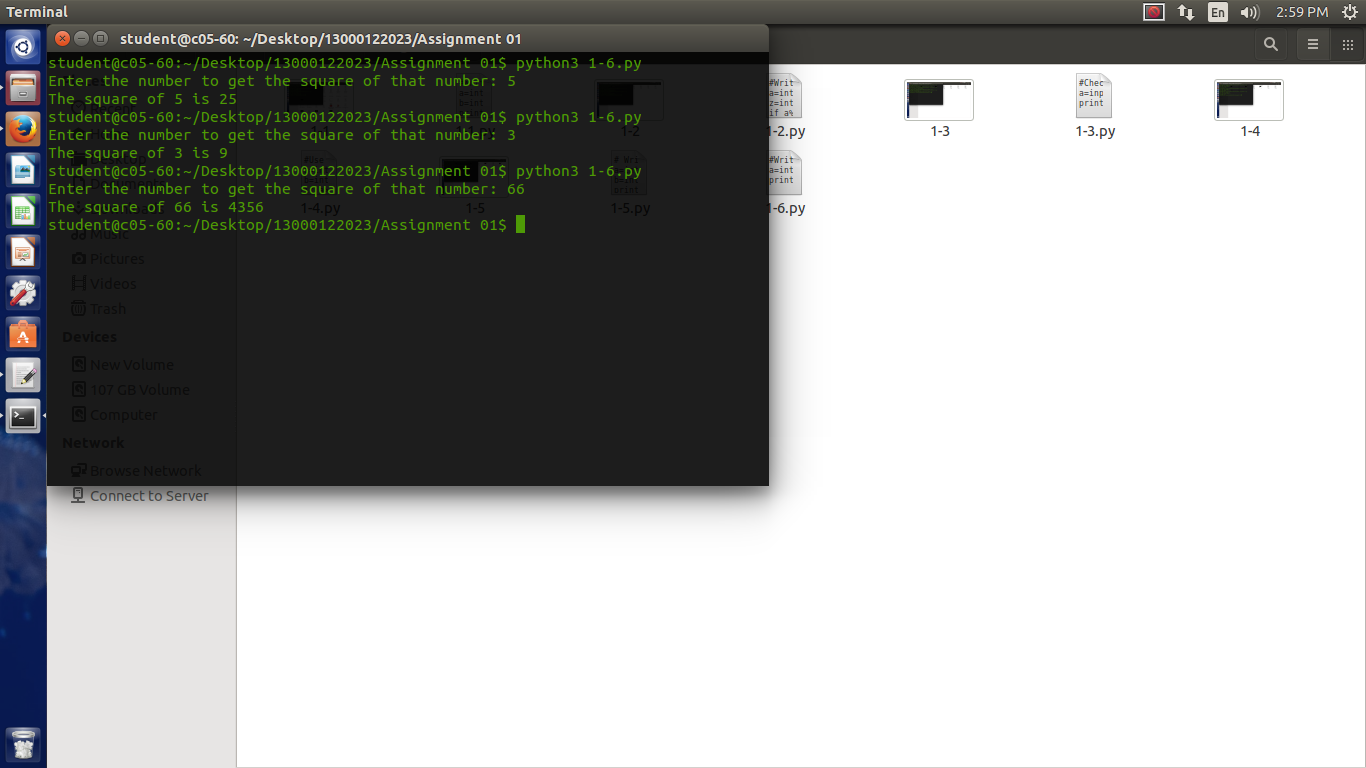 Terminal
En
2:59 PM
student@c05-60: ~/Desktop/13000122023/Assignment 01
student@c05-60:~/Desktop/13000122023/Assignment 01$ python3 1-6.py
Enter the number to get the square of that number: 5
The square of 5 is 25
student@c05-60:~/Desktop/13000122023/Assignment 01$ python3 1-6.py
Enter the number to get the square of that number: 3
The square of 3 is 9
student@c05-60:~/Desktop/13000122023/Assignment 01$ python3 1-6.py
Enter the number to get the square of that number: 66
The square of 66 is 4356
student@c05-60:~/Desktop/13000122023/Assignment 01$
Music
Pictures
Videos
Trash
Devices
New Volume
107 GB Volume
Computer
Network
Browse Network
Connect to Server
#Writ
a=int
z=int
if a%
#Chec
a=inp
print
1-2
1-2.py
1-3
1-3.py
1-4
#Writ
a=int
print
1-4.py
1-5
1-5.py
1-6.py